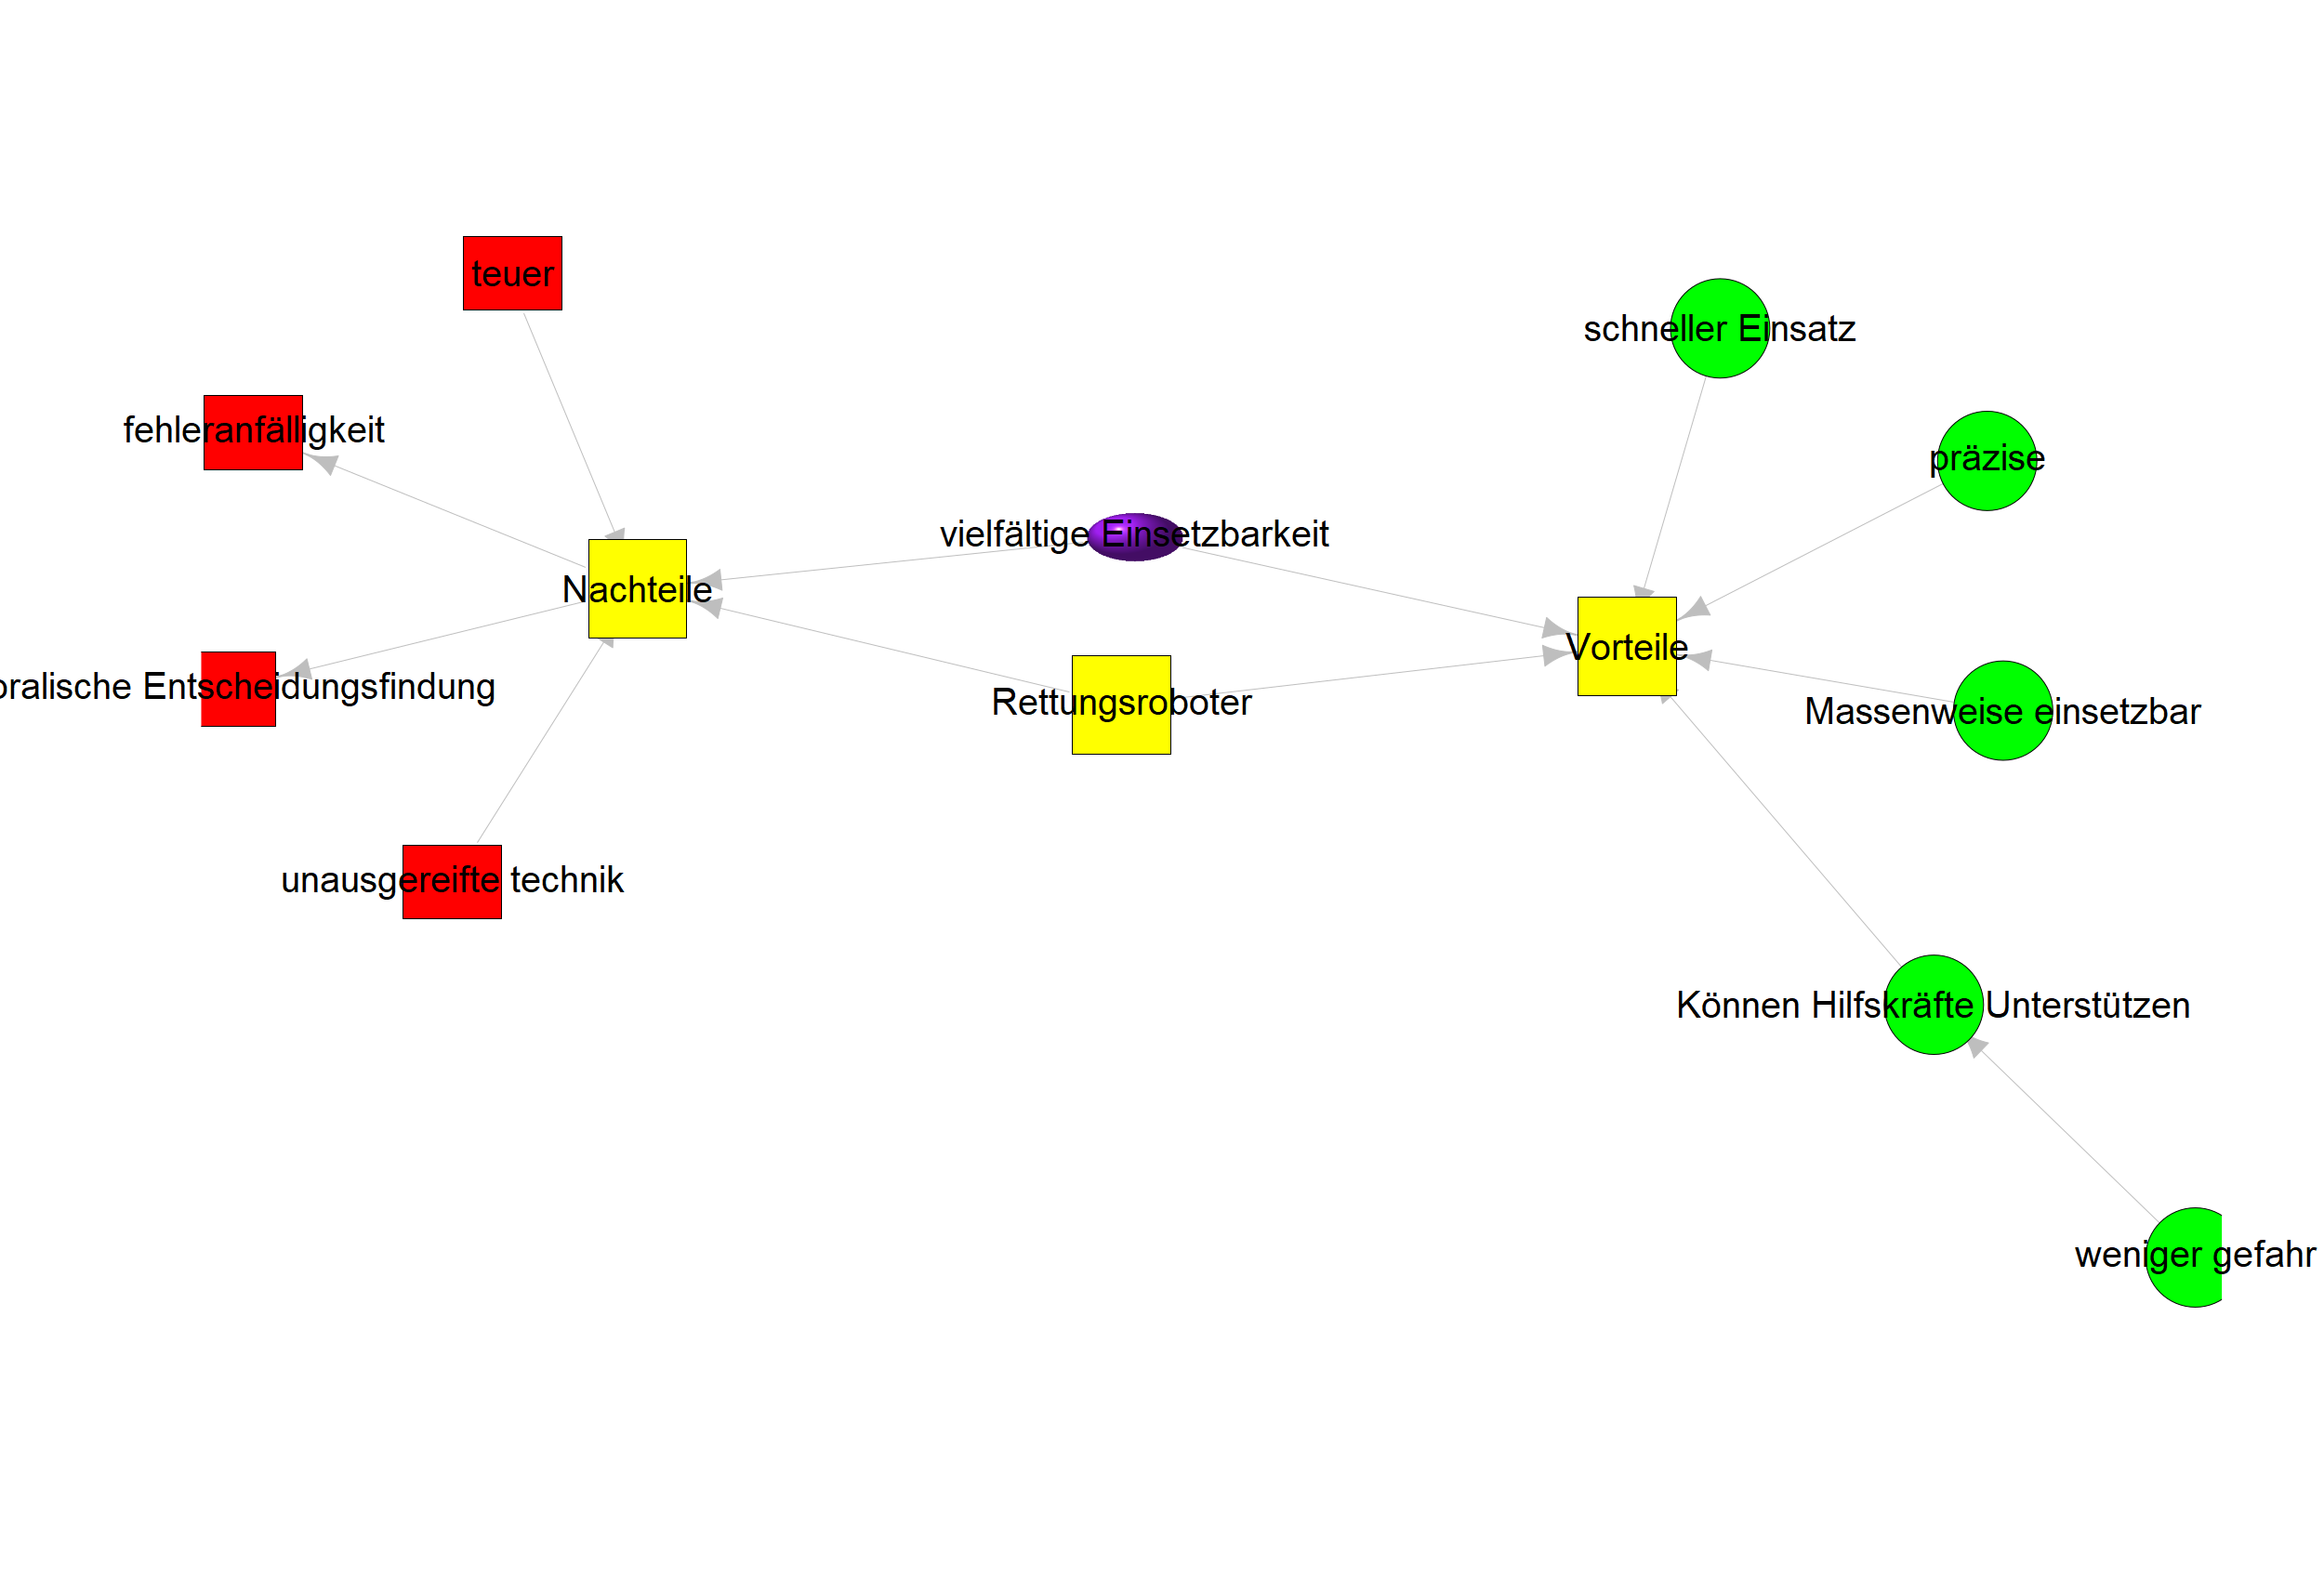 teuer
schneller Einsatz
fehleranfälligkeit
präzise
vielfältige Einsetzbarkeit
Nachteile
Vorteile
oralische Entscheidungsfindung
Rettungsroboter
Massenweise einsetzbar
unausgereifte technik
Können Hilfskräfte Unterstützen
weniger gefahr